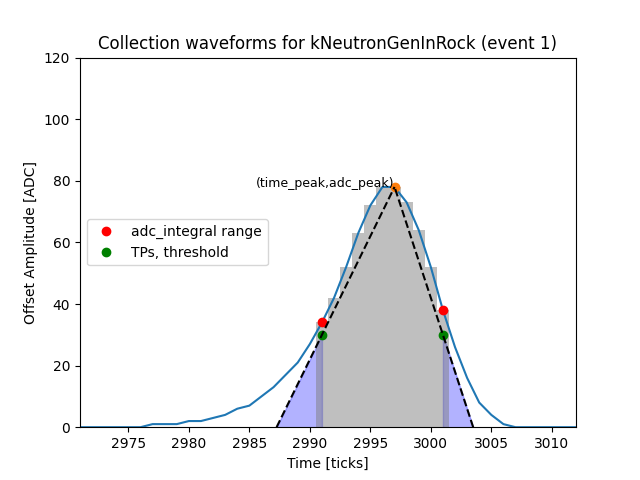 Collection waveforms for kNeutronGenInRock (event 1)
120
100
80
60
40
20
0
Offset Amplitude [ADC]
(time_peak,adc_peak)
adc_integral range
TPs, threshold
2975 2980 2985 2990 2995 3000 3005 3010
Time [ticks]